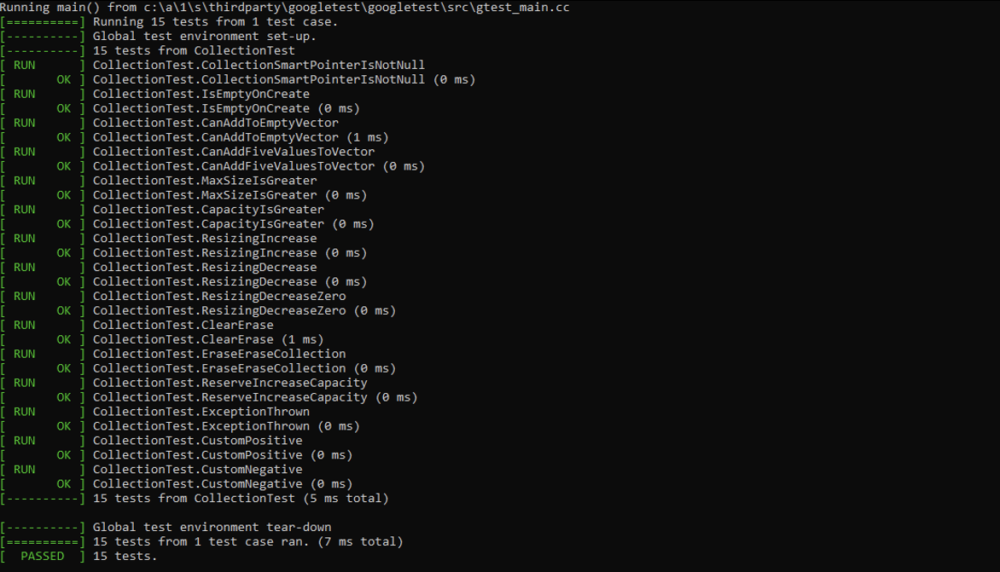 Running main() from c:\a\1\s\thirdparty\googletest\googletest\src\gtest_main.cc
[==========] Running 15 tests from 1 test case.
[----------] Global test environment set-up.
[----------] 15 tests from CollectionTest
[ RUN      ] CollectionTest.CollectionSmartPointerIsNotNull
[       OK ] CollectionTest.CollectionSmartPointerIsNotNull (0 ms)
[ RUN      ] CollectionTest.IsEmptyOnCreate
[       OK ] CollectionTest.IsEmptyOnCreate (0 ms)
[ RUN      ] CollectionTest.CanAddToEmptyVector
[       OK ] CollectionTest.CanAddToEmptyVector (1 ms)
[ RUN      ] CollectionTest.CanAddFiveValuesToVector
[       OK ] CollectionTest.CanAddFiveValuesToVector (0 ms)
[ RUN      ] CollectionTest.MaxSizeIsGreater
[       OK ] CollectionTest.MaxSizeIsGreater (0 ms)
[ RUN      ] CollectionTest.CapacityIsGreater
[       OK ] CollectionTest.CapacityIsGreater (0 ms)
[ RUN      ] CollectionTest.ResizingIncrease
[       OK ] CollectionTest.ResizingIncrease (0 ms)
[ RUN      ] CollectionTest.ResizingDecrease
[       OK ] CollectionTest.ResizingDecrease (0 ms)
[ RUN      ] CollectionTest.ResizingDecreaseZero
[       OK ] CollectionTest.ResizingDecreaseZero (0 ms)
[ RUN      ] CollectionTest.ClearErase
[       OK ] CollectionTest.ClearErase (1 ms)
[ RUN      ] CollectionTest.EraseEraseCollection
[       OK ] CollectionTest.EraseEraseCollection (0 ms)
[ RUN      ] CollectionTest.ReserveIncreaseCapacity
[       OK ] CollectionTest.ReserveIncreaseCapacity (0 ms)
[ RUN      ] CollectionTest.ExceptionThrown
[       OK ] CollectionTest.ExceptionThrown (0 ms)
[ RUN      ] CollectionTest.CustomPositive
[       OK ] CollectionTest.CustomPositive (0 ms)
[ RUN      ] CollectionTest.CustomNegative
[       OK ] CollectionTest.CustomNegative (0 ms)
[----------] 15 tests from CollectionTest (5 ms total)
[----------] Global test environment tear-down
[==========] 15 tests from 1 test case ran. (7 ms total)
[  PASSED  ] 15 tests.